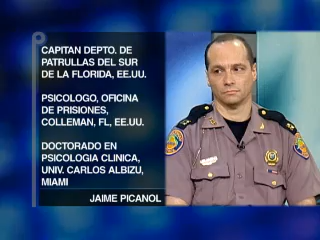 CAPITAN DEPTO. DE
PATRULLAS DEL SUR
DE LA FLORIDA, EE.UU.
PSICOLOGO, OFICINA
DE PRISIONES,
COLLEMAN, FL, EE.UU.
DOCTORADO EN
PSICOLOGIA CLINICA,
UNIV. CARLOS ALBIZU,
MIAMI
JAIME PICANOL